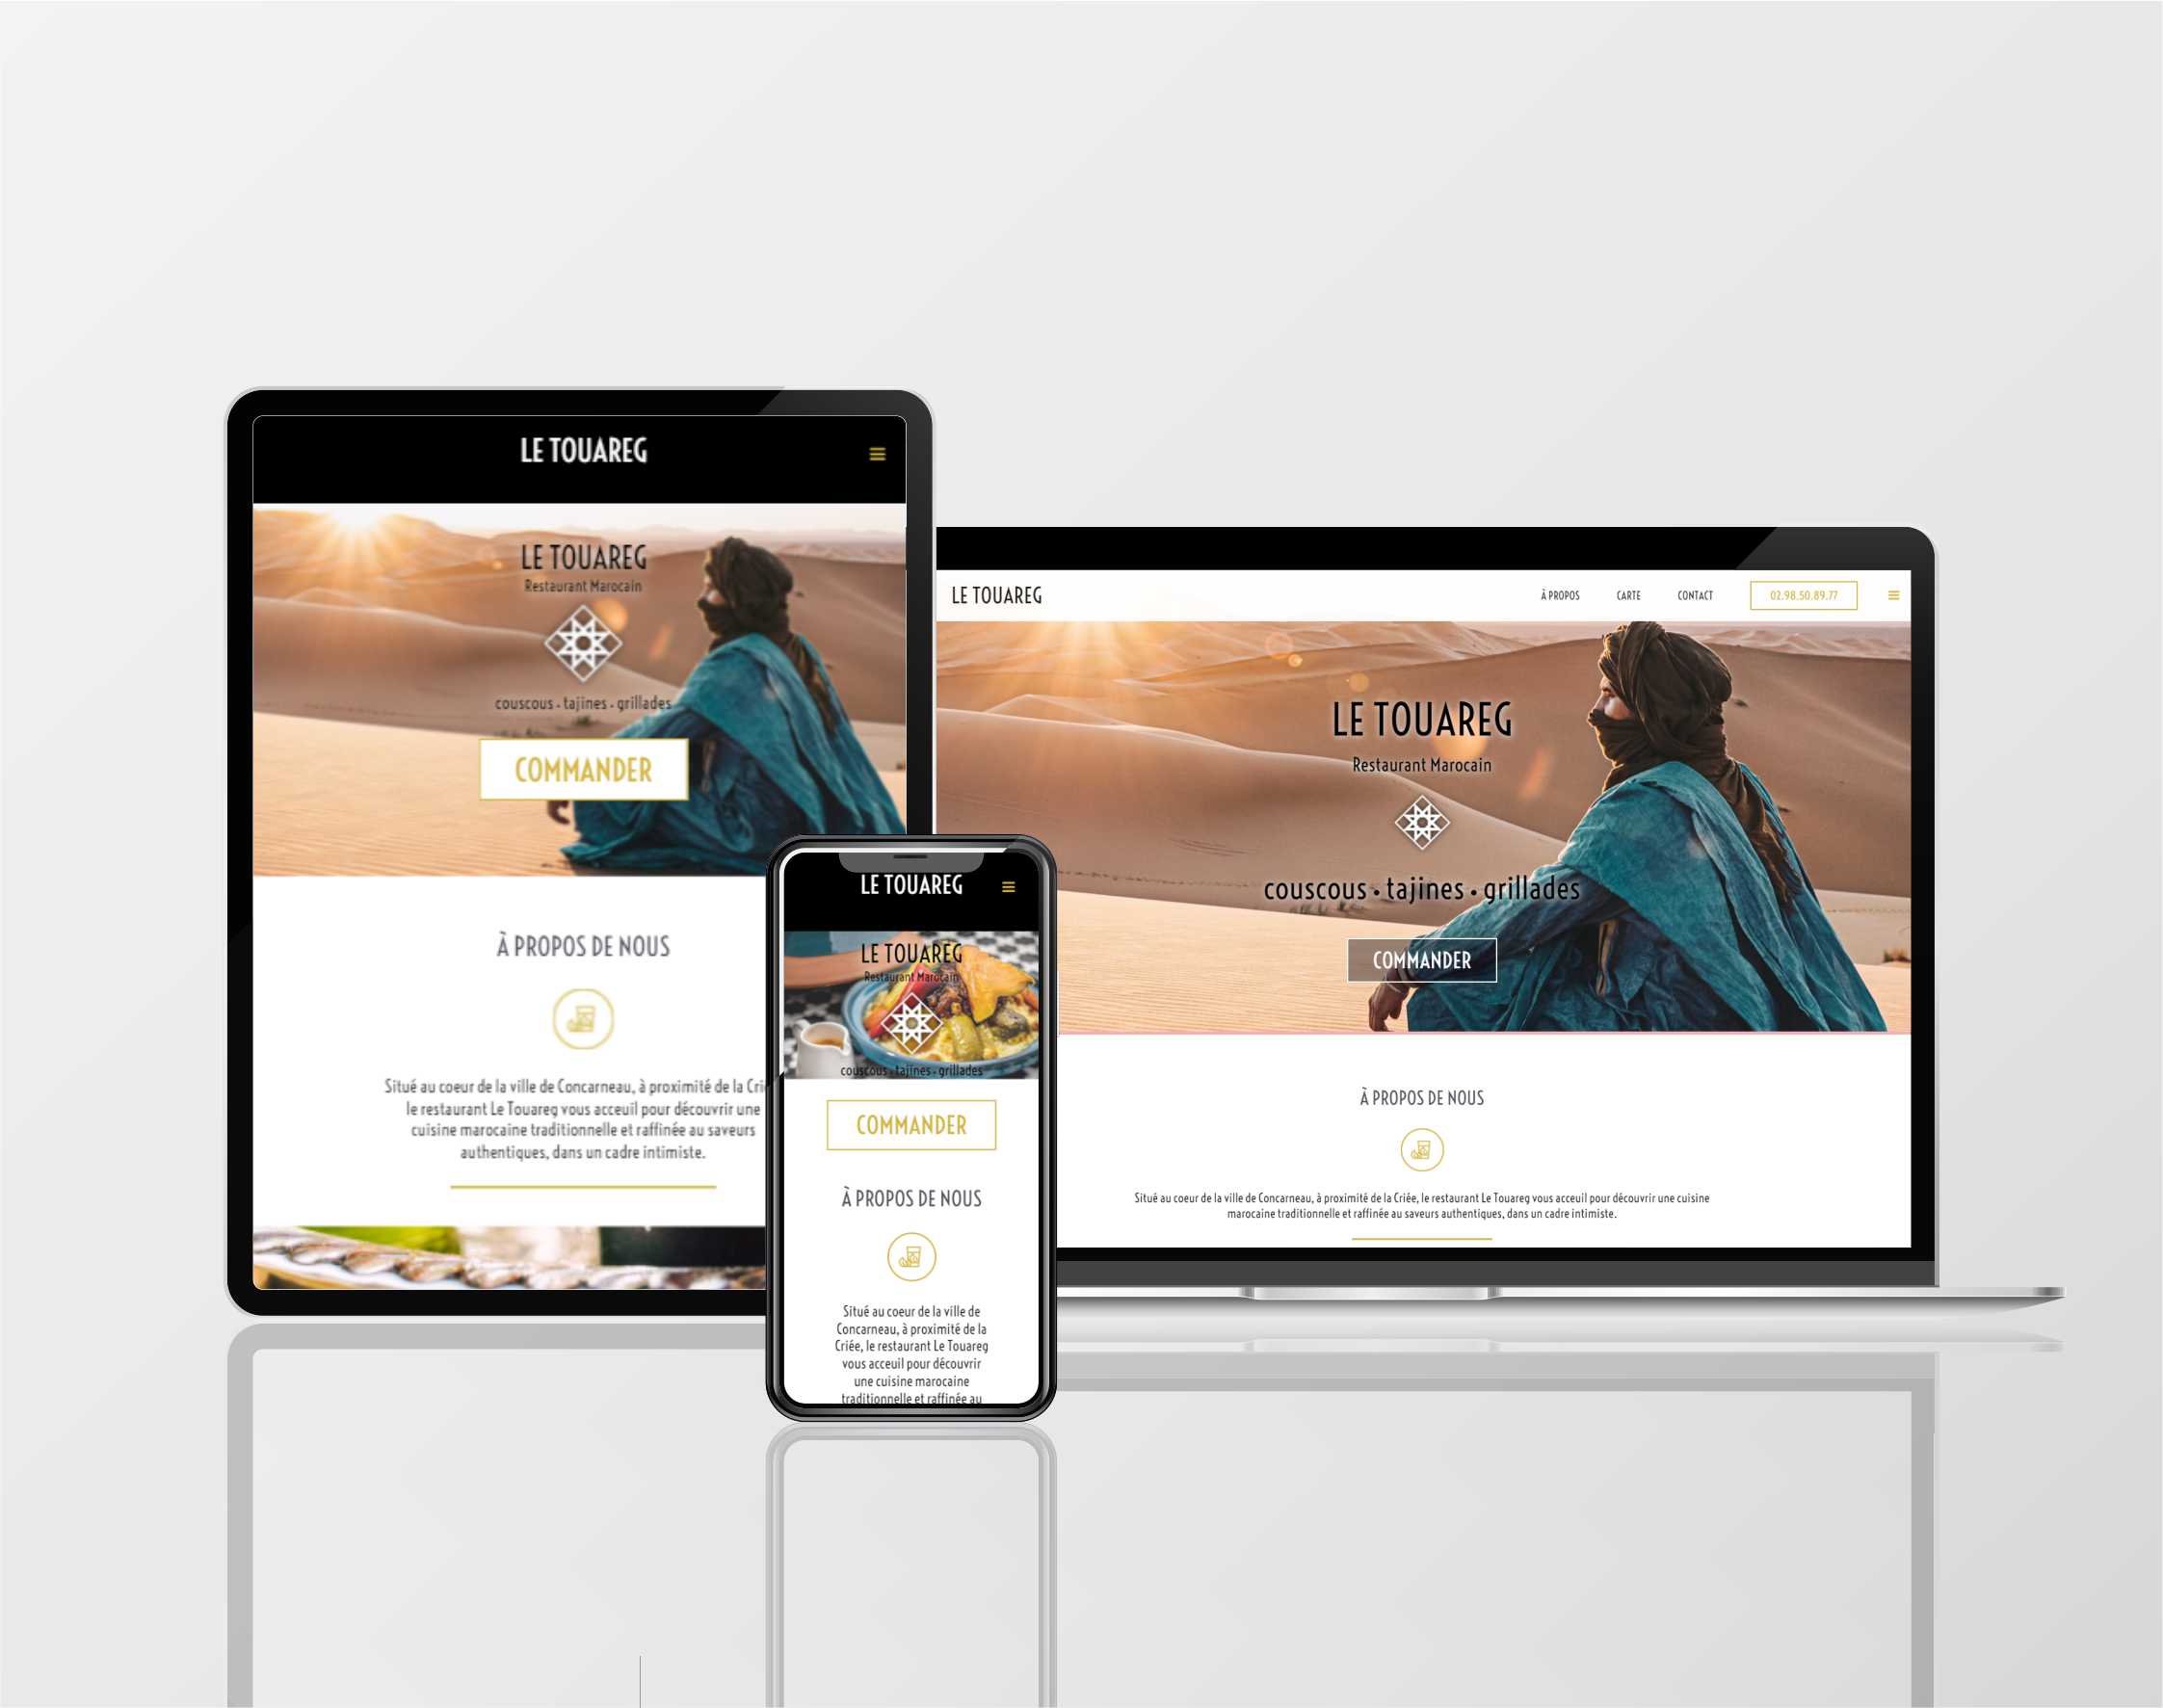 LE TOUAREG
LE TOUAREG
Restaurant Marocain
couscous • tajines • grillades
COMMANDER
À PROPOS DE NOUS
Situé au coeur de la ville de Concarneau, à proximité de la
le restaurant Le Touareg vous acceuil pour découvrir une
cuisine marocaine traditionnelle et raffinée au saveurs
authentiques, dans un cadre intimiste.
LE TOUAREG
LE TOUAREG
Restaurant Marocain
couscous • tajines • grillades
COMMANDER
À PROPOS DE NOUS
Situé au coeur de la ville de
Concarneau, à proximité de la
Criée, le restaurant Le Touareg
vous acceuil pour découvrir
une cuisine marocaine
traditionnelle et raffinée au
LE TOUAREG
À PROPOS CARTE CONTACT 02.98.50.89.77
LE TOUAREG
Restaurant Marocain
couscous • tajines • grillades
COMMANDER
À PROPOS DE NOUS
Situé au coeur de la ville de Concarneau, à proximité de la Criée, le restaurant Le Touareg vous acceuil pour découvrir une cuisine
marocaine traditionnelle et raffinée au saveurs authentiques, dans un cadre intimiste.